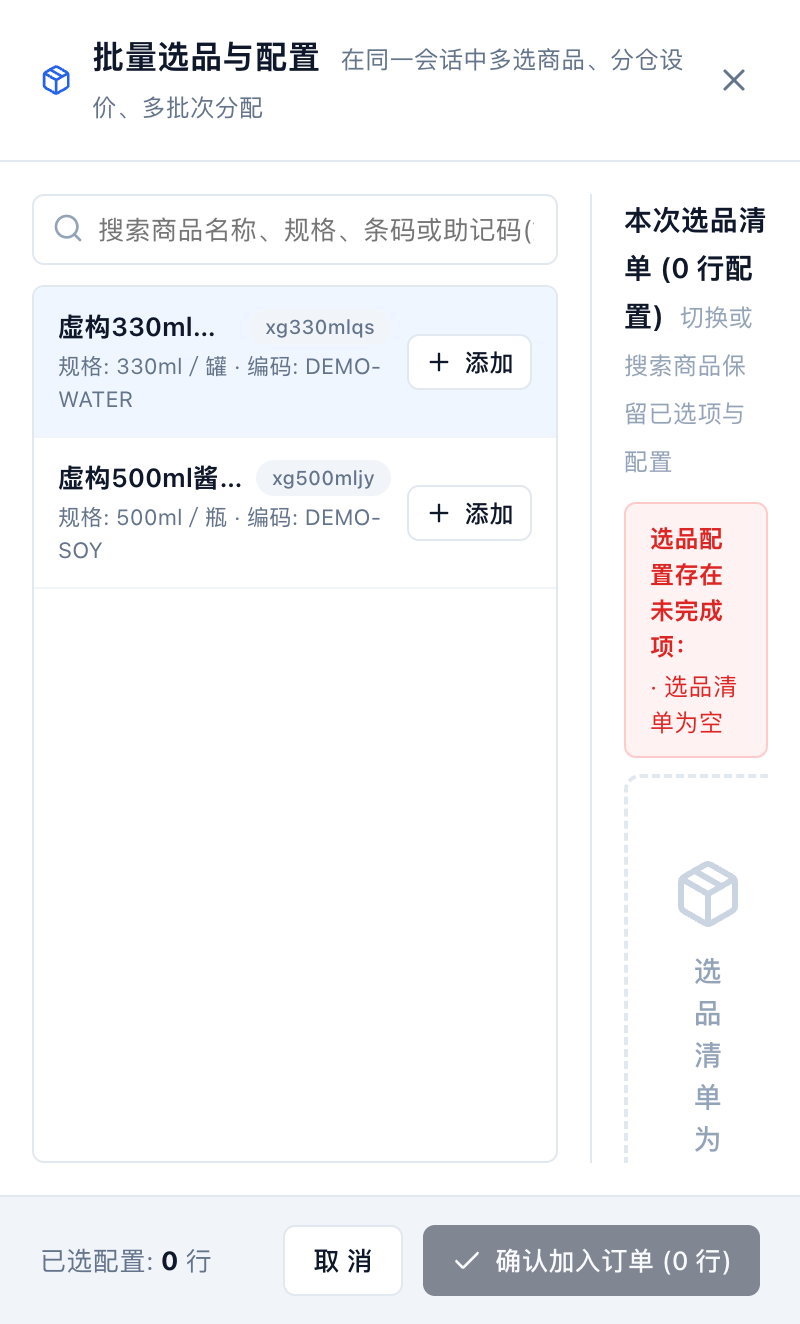 批量选品与配置 在同一会话中多选商品、分仓设
价、多批次分配
搜索商品名称、规格、条码或助记码(
虚构330ml... xg330mlqs
规格: 330ml / 罐 · 编码: DEMO-
WATER
添加
虚构500ml酱... xg500mljy
规格: 500ml / 瓶 · 编码: DEMO-
SOY
添加
本次选品清
单 (0 行配
置) 切换或
搜索商品保
留已选项与
配置
选品配
置存在
未完成
项:
· 选品清
单为空
选
品
清
单
为
已选配置: 0 行
取 消
确认加入订单 (0 行)